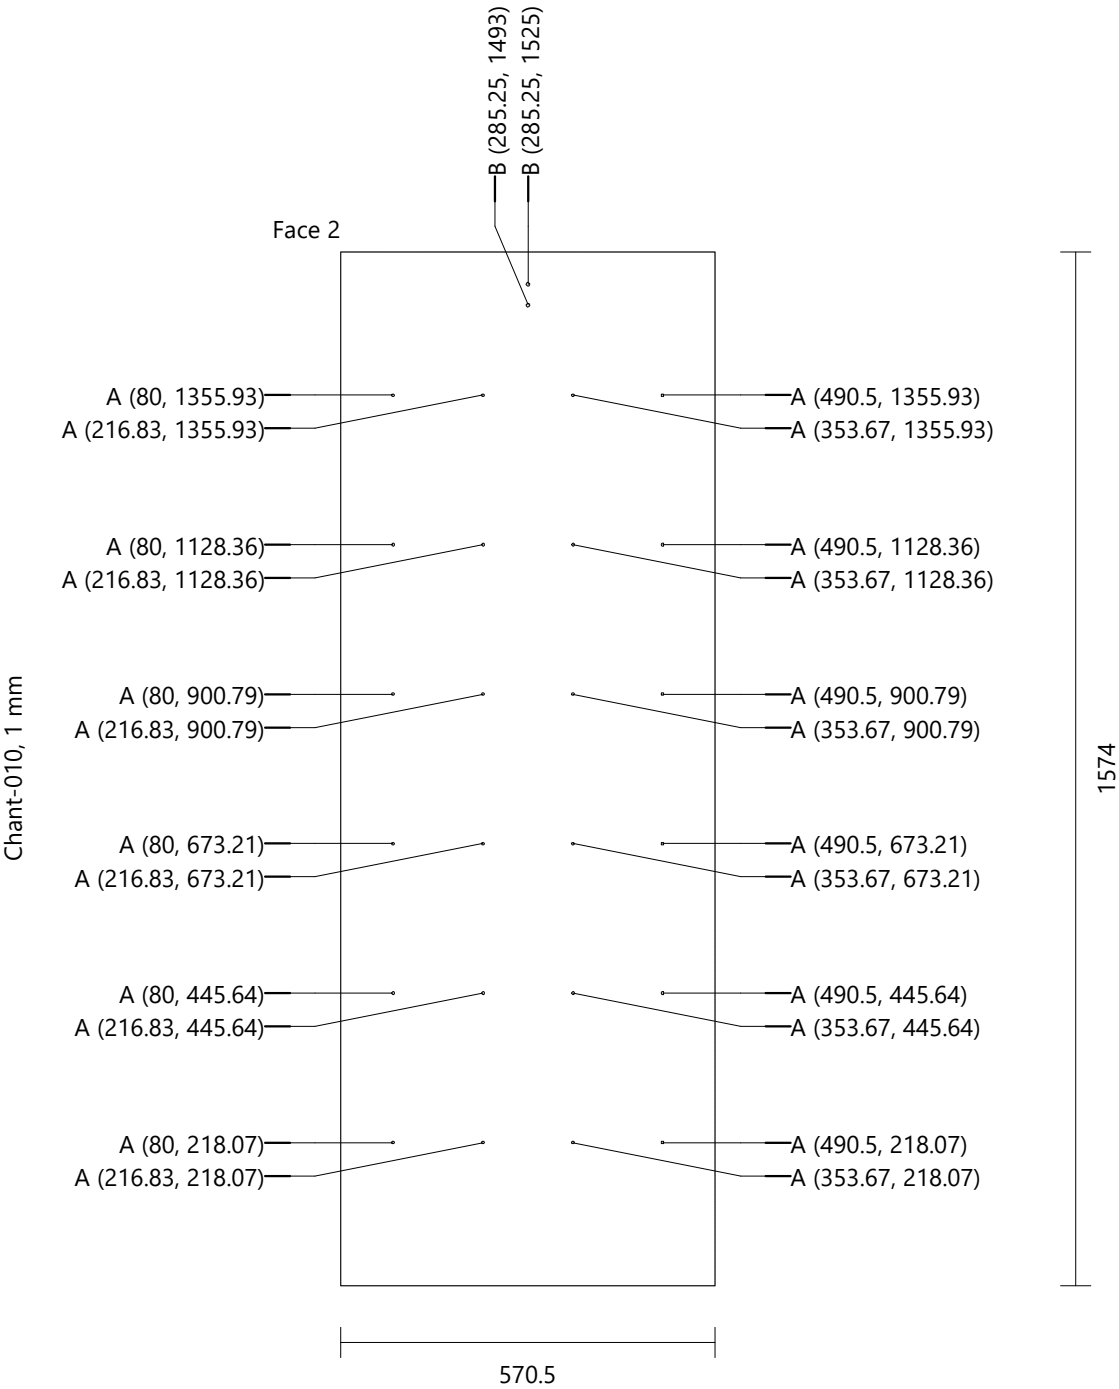 B (285.25, 1493)
B (285.25, 1525)
Face 2
A (80, 1355.93)
A (490.5, 1355.93)
A (216.83, 1355.93)
A (353.67, 1355.93)
A (80, 1128.36)
A (490.5, 1128.36)
A (216.83, 1128.36)
A (353.67, 1128.36)
Chant-010, 1 mm
A (80, 900.79)
A (490.5, 900.79)
A (216.83, 900.79)
A (353.67, 900.79)
1574
A (80, 673.21)
A (490.5, 673.21)
A (216.83, 673.21)
A (353.67, 673.21)
A (80, 445.64)
A (490.5, 445.64)
A (216.83, 445.64)
A (353.67, 445.64)
A (80, 218.07)
A (490.5, 218.07)
A (216.83, 218.07)
A (353.67, 218.07)
570.5